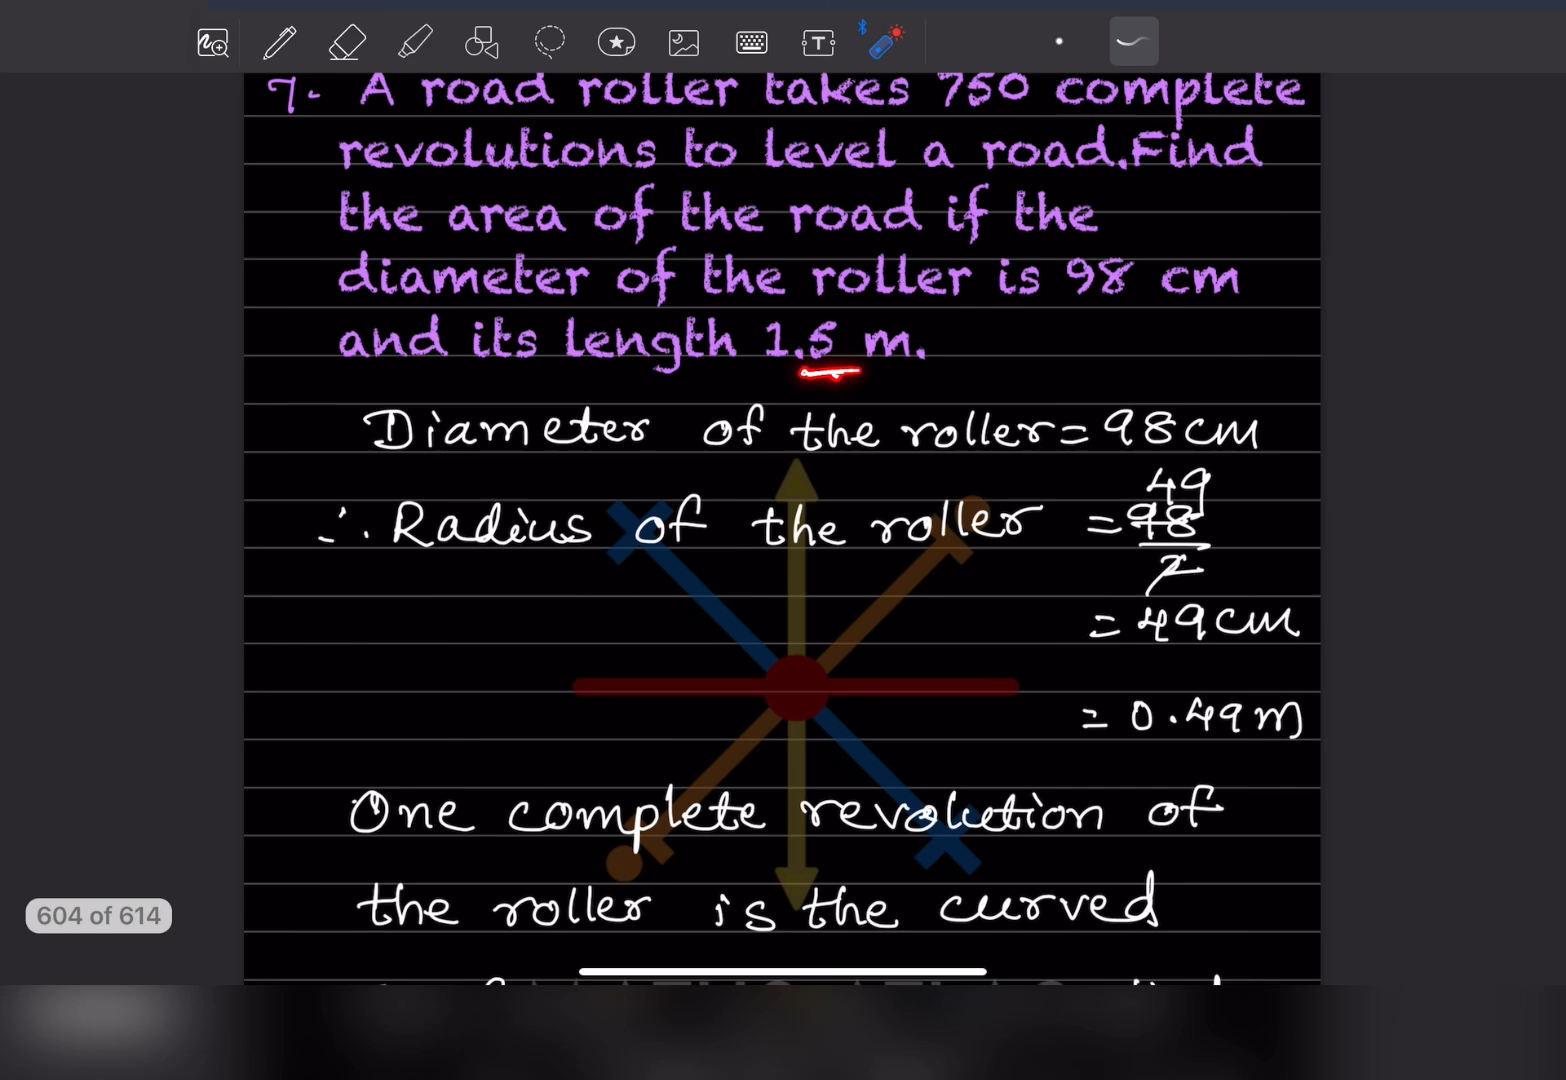 7. A road roller takes 750 complete
revolutions to level a road.Find
the area of the road if the
diameter of the roller is 98 cm
and its length 1.5 m.
Diameter of the roller = 98 cm
∴ Radius of the roller = 98/2
49
= 49 cm
= 0.49 m
One complete revolution of
the roller is the curved
604 of 614